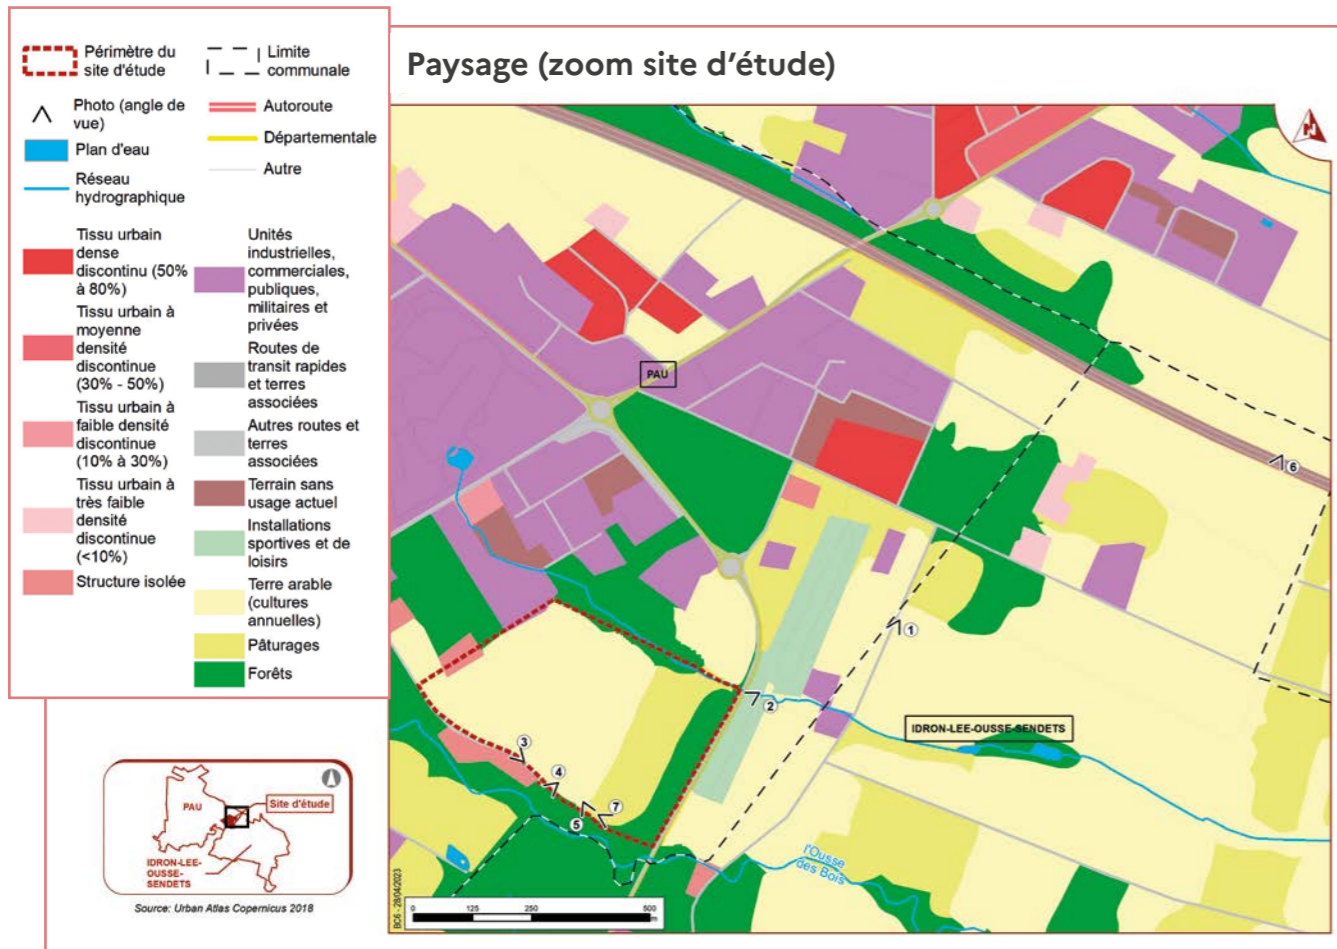 Périmètre du
site d'étude
Photo (angle de
vue)
Plan d'eau
Réseau
hydrographique
Tissu urbain
dense
discontinu (50%
à 80%)
Tissu urbain à
moyenne
densité
discontinue
(30% - 50%)
Tissu urbain à
faible densité
discontinue
(10% à 30%)
Tissu urbain à
très faible
densité
discontinue
(<10%)
Structure isolée
Limite
communale
Autoroute
Départementale
Autre
Unités
industrielles,
commerciales,
publiques,
militaires et
privées
Routes de
transit rapides
et terres
associées
Autres routes et
terres
associées
Terrain sans
usage actuel
Installations
sportives et de
loisirs
Terre arable
(cultures
annuelles)
Pâturages
Forêts
Paysage (zoom site d'étude)
N
PAU
6
1
2
IDRON-LEE-OUSSE-SENDETS
3
4
5
7
l'Ousse
des Bois
BC6 - 28/04/2023
0 125 250 500
m
PAU
Site d'étude
IDRON-LEE-
OUSSE-
SENDETS
Source: Urban Atlas Copernicus 2018